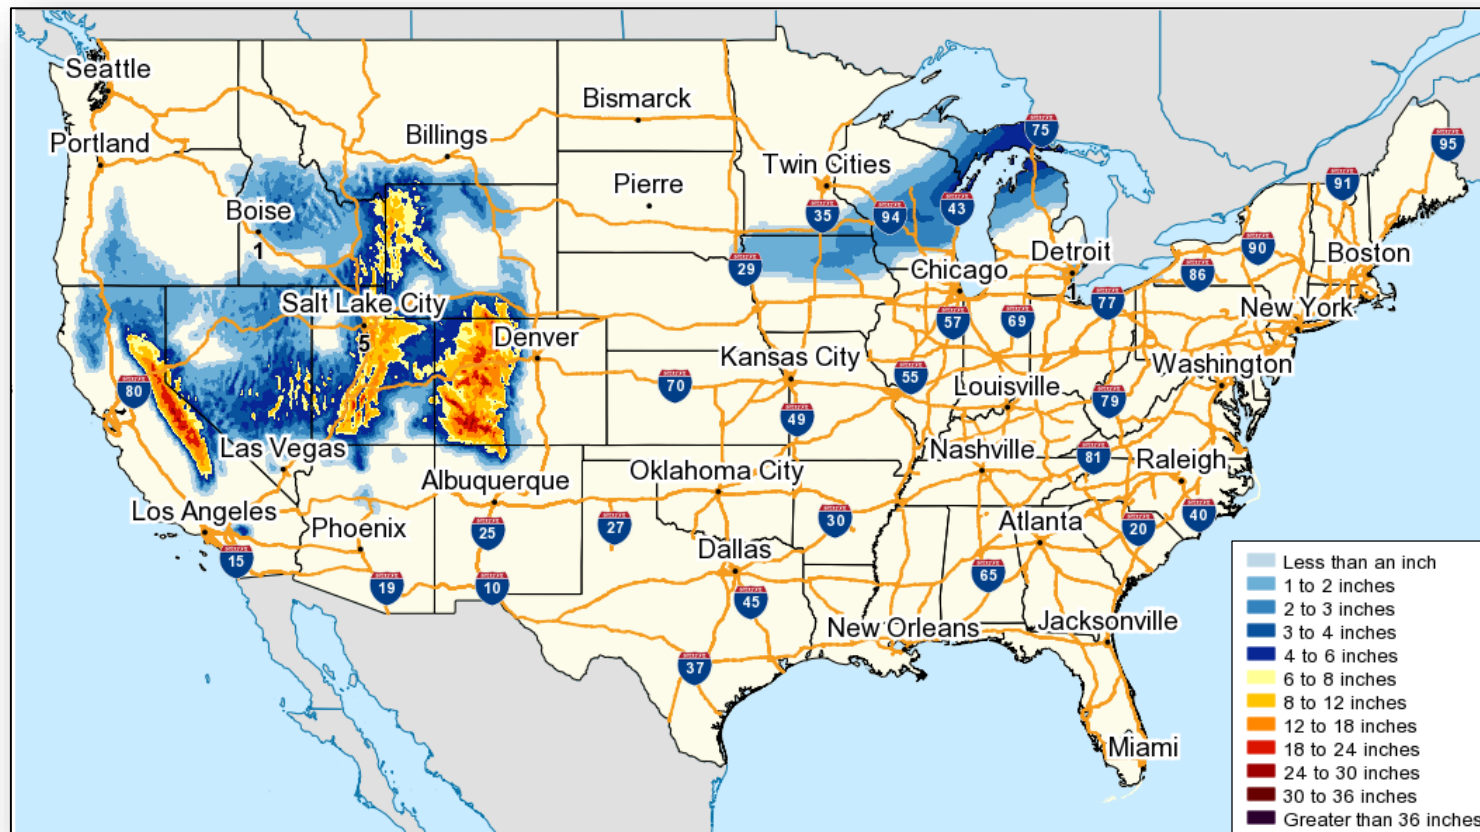 Seattle
Portland
Billings
Bismarck
Pierre
Twin Cities
Boise
1
75
95
91
35
94
43
90
Boston
29
Chicago
Detroit
1
86
77
New York
Salt Lake City
5
Denver
57
69
Washington
80
70
Kansas City
55
Louisville
79
49
Las Vegas
Albuquerque
Oklahoma City
Nashville
81
Raleigh
Los Angeles
Phoenix
25
27
30
Atlanta
20
40
15
19
10
Dallas
45
65
New Orleans
Jacksonville
37
Miami
Less than an inch
1 to 2 inches
2 to 3 inches
3 to 4 inches
4 to 6 inches
6 to 8 inches
8 to 12 inches
12 to 18 inches
18 to 24 inches
24 to 30 inches
30 to 36 inches
Greater than 36 inches